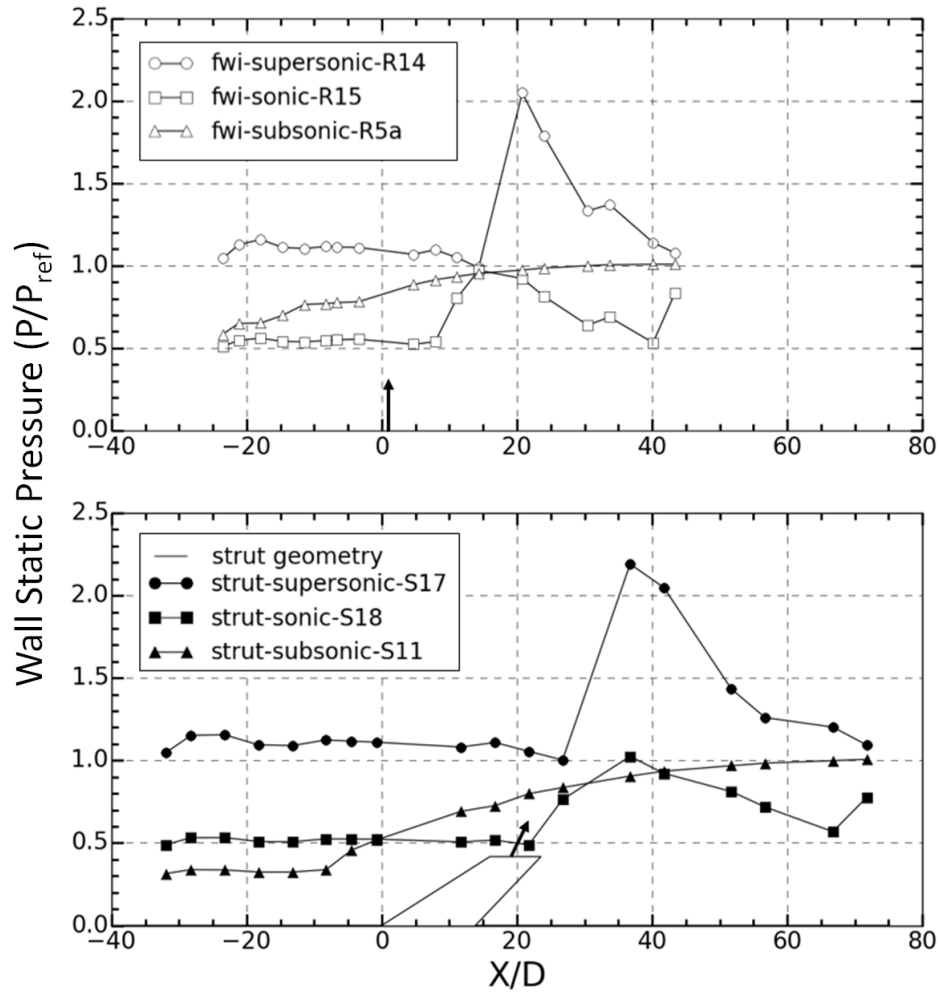 Wall Static Pressure (P/Pref)
2.5
2.0
1.5
1.0
0.5
0.0
fwi-supersonic-R14
fwi-sonic-R15
fwi-subsonic-R5a
−40 −20 0 20 40 60 80
2.5
2.0
1.5
1.0
0.5
0.0
strut geometry
strut-supersonic-S17
strut-sonic-S18
strut-subsonic-S11
−40 −20 0 20 40 60 80
X/D